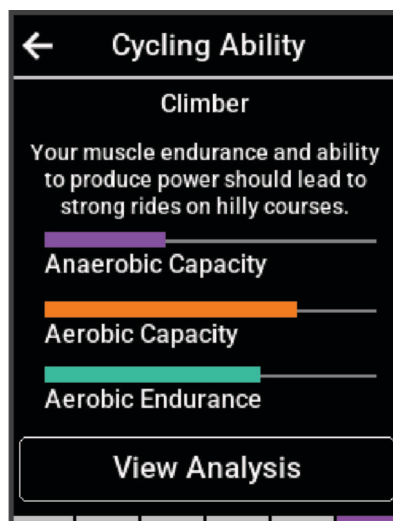 Cycling Ability
Climber
Your muscle endurance and ability
to produce power should lead to
strong rides on hilly courses.
Anaerobic Capacity
Aerobic Capacity
Aerobic Endurance
View Analysis